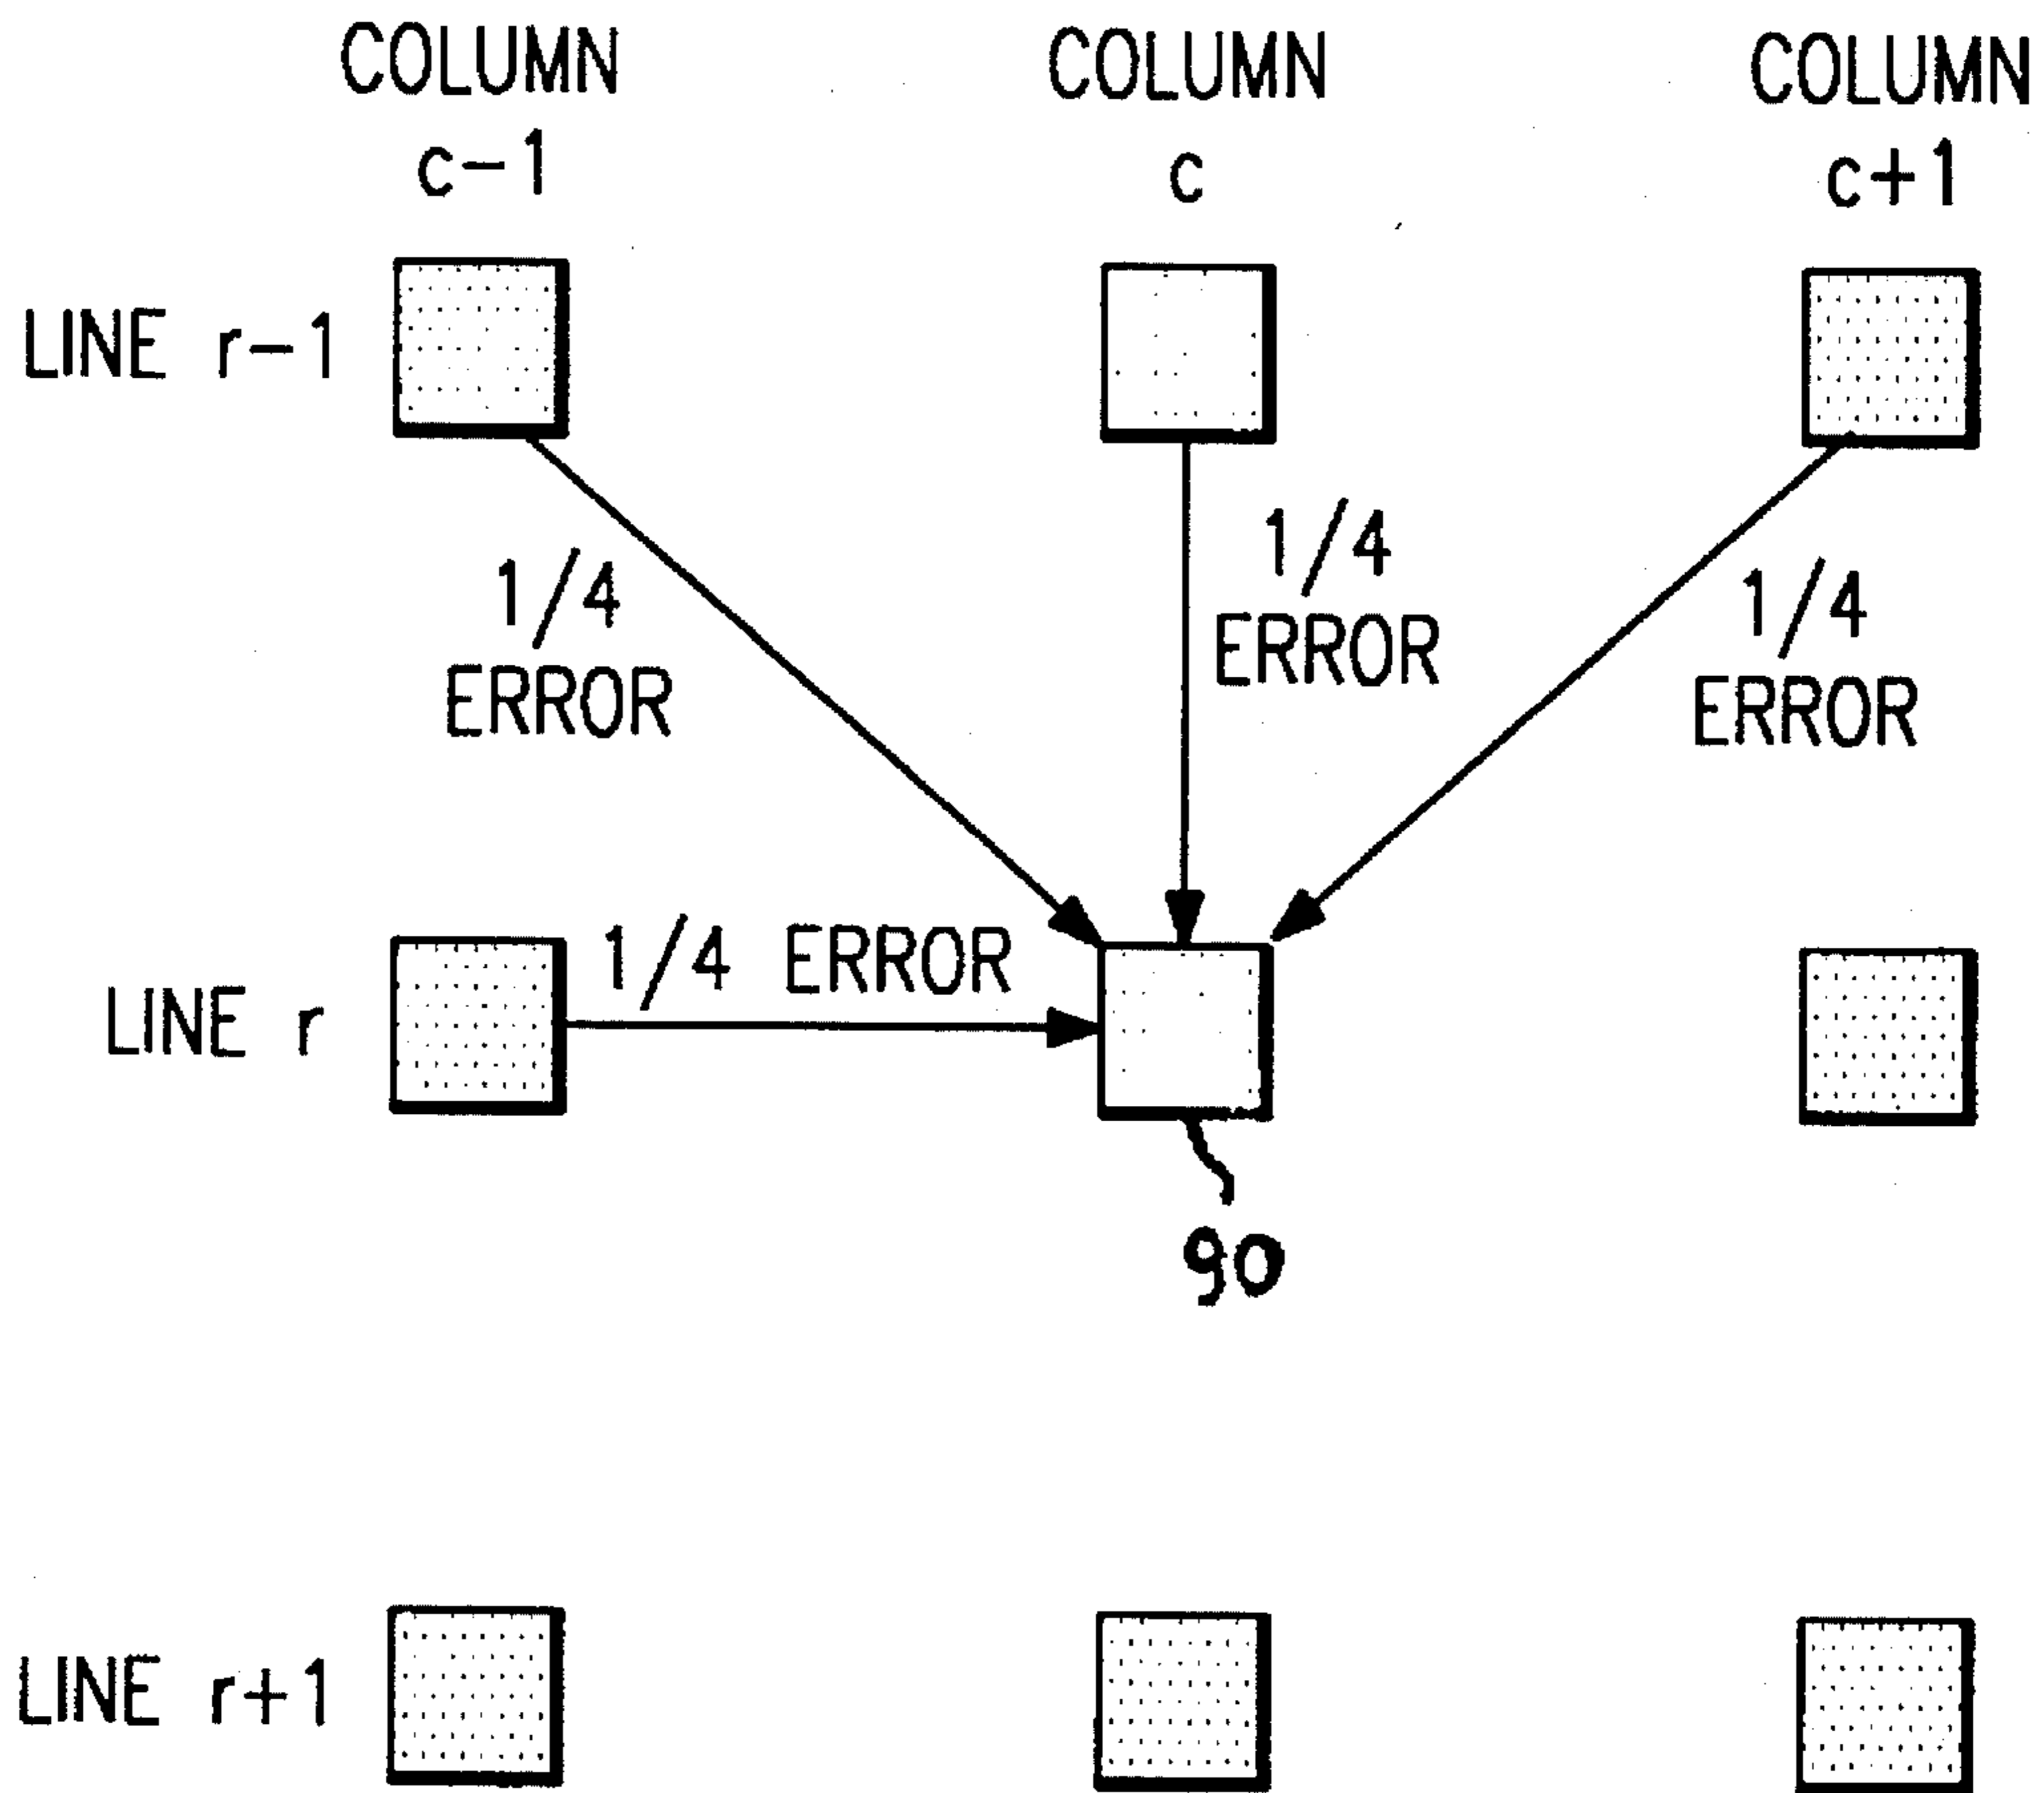 COLUMN COLUMN COLUMN
c-1 c c+1
LINE r-1
1/4 1/4 1/4
ERROR ERROR ERROR
LINE r 1/4 ERROR
90
LINE r+1